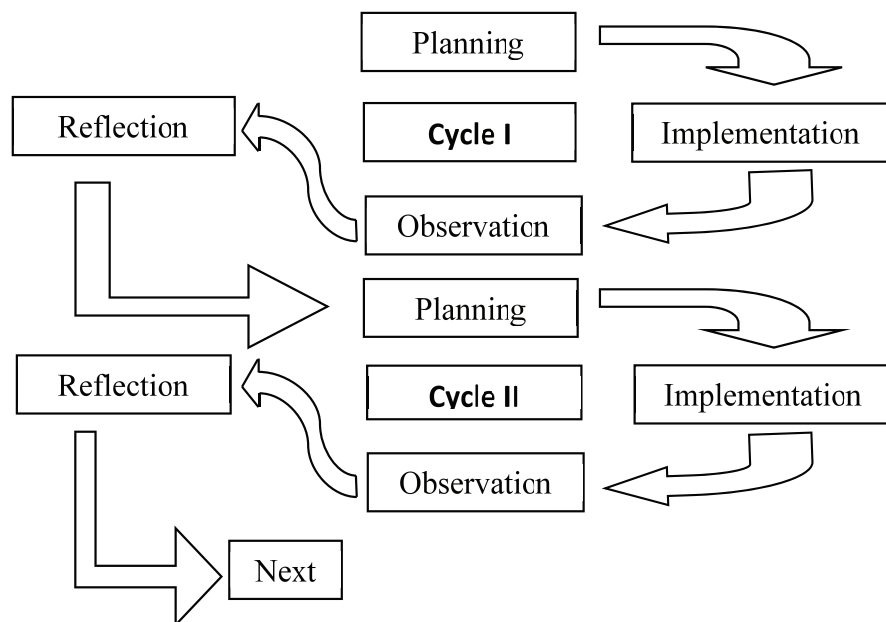 Planning
Reflection
Cycle I
Implementation
Observation
Planning
Reflection
Cycle II
Implementation
Observation
Next